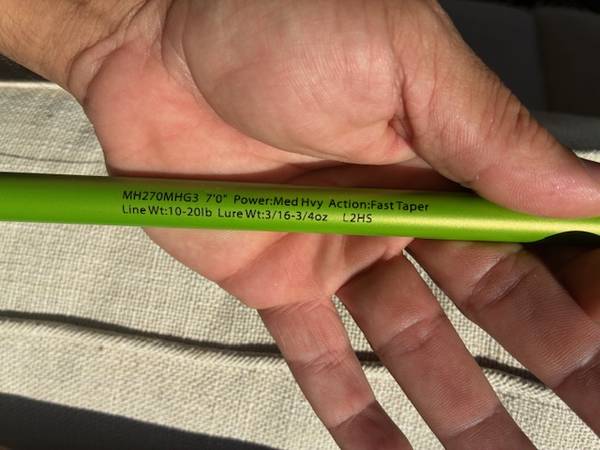 MH270MHG3 7'0" Power:Med Hvy Action:Fast Taper
Line Wt:10-20lb Lure Wt:3/16-3/4oz L2HS